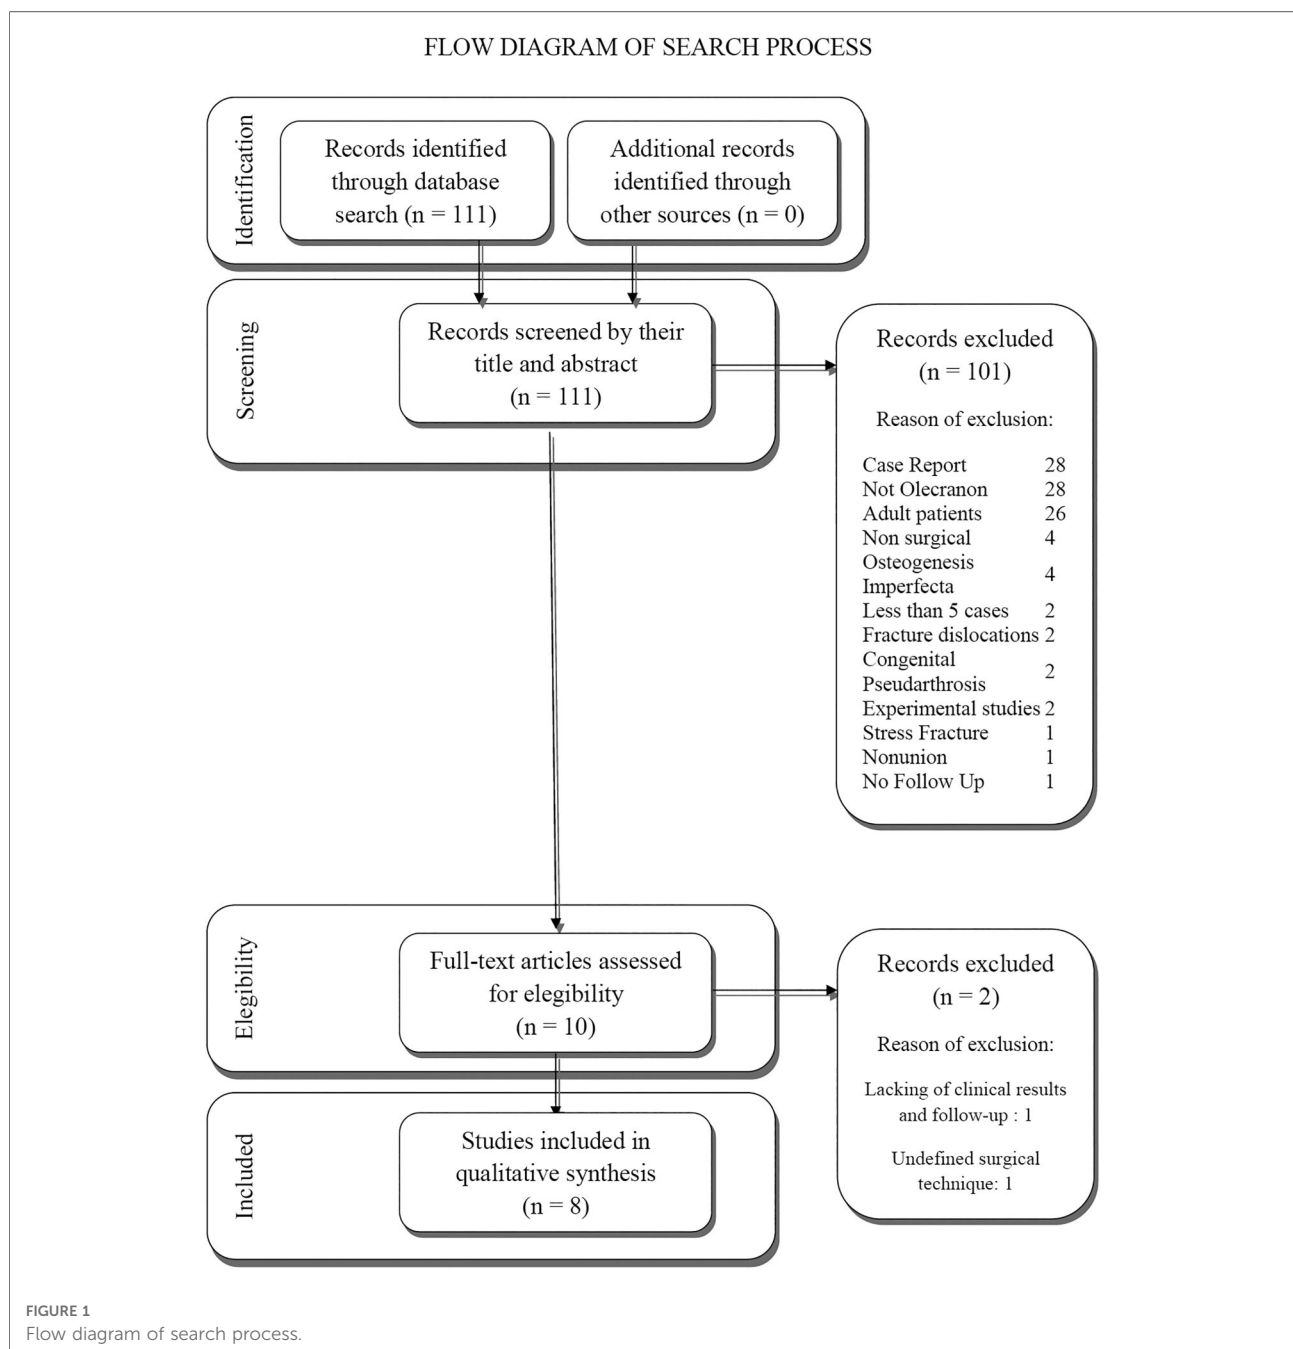 FLOW DIAGRAM OF SEARCH PROCESS
Identification
Records identified
through database
search (n = 111)
Additional records
identified through
other sources (n = 0)
Screening
Records screened by their
title and abstract
(n = 111)
Records excluded
(n = 101)
Reason of exclusion:
Case Report 28
Not Olecranon 28
Adult patients 26
Non surgical 4
Osteogenesis
Imperfecta 4
Less than 5 cases 2
Fracture dislocations 2
Congenital
Pseudarthrosis 2
Experimental studies 2
Stress Fracture 1
Nonunion 1
No Follow Up 1
Elegibility
Full-text articles assessed
for elegibility
(n = 10)
Records excluded
(n = 2)
Reason of exclusion:
Lacking of clinical results
and follow-up : 1
Undefined surgical
technique: 1
Included
Studies included in
qualitative synthesis
(n = 8)
FIGURE 1
Flow diagram of search process.